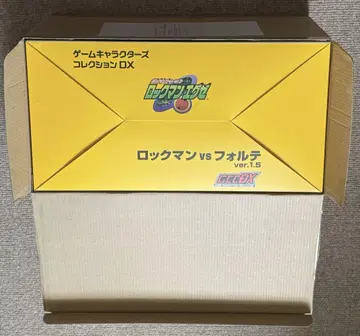 ゲームキャラクターズ
コレクションDX
ロックマンエグゼ
ロックマン vs フォルテ
ver.1.5